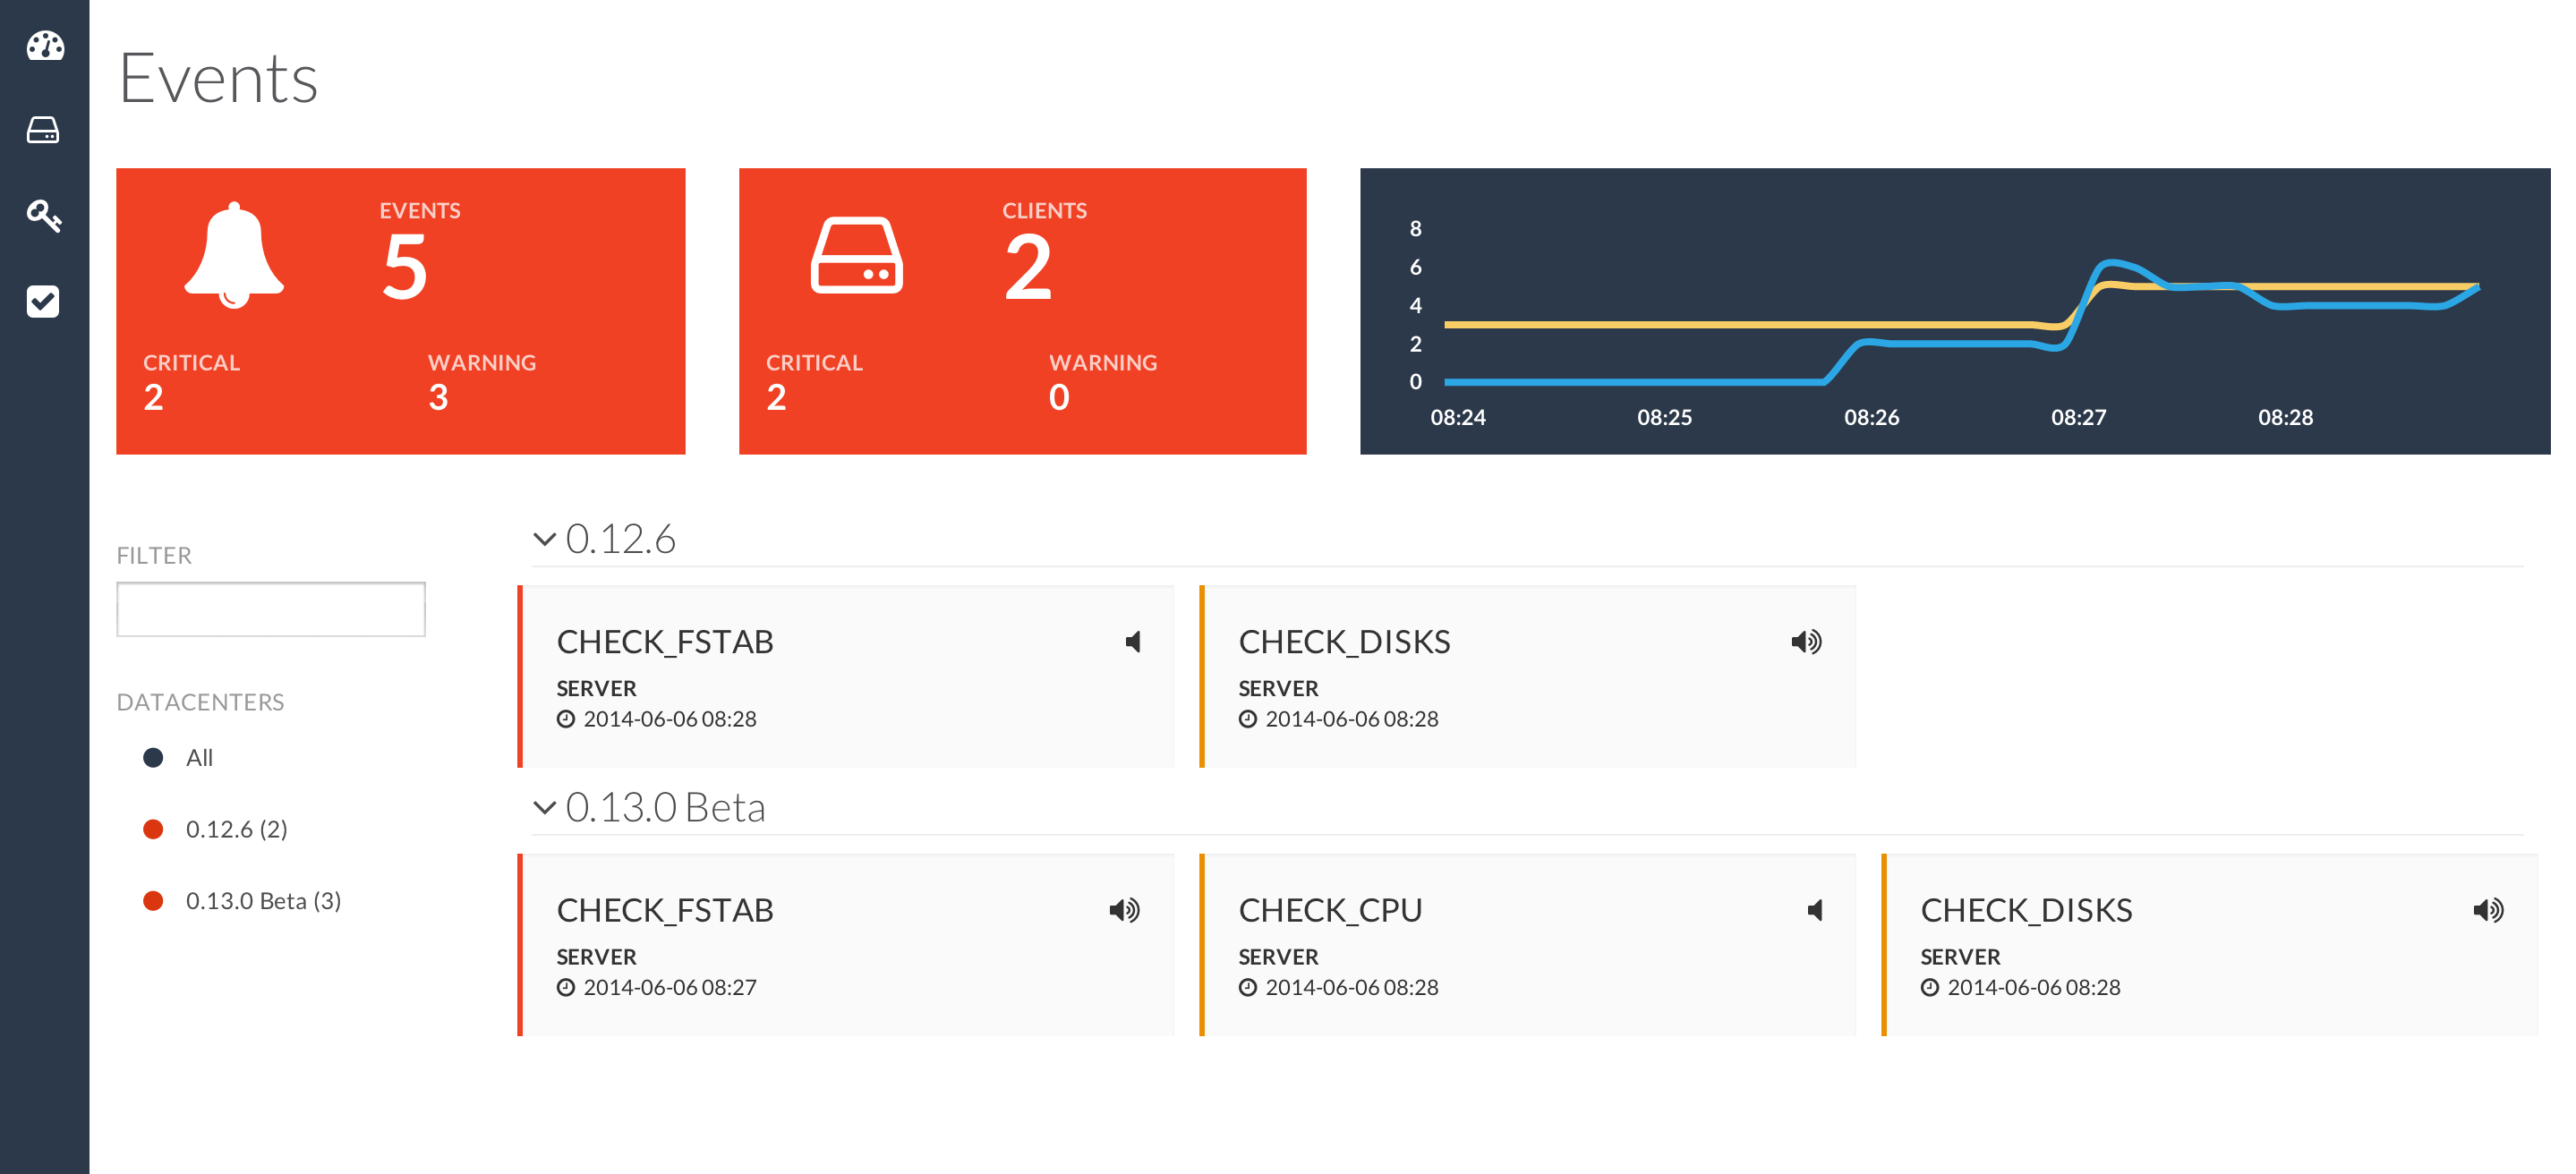 Events
EVENTS
5
CRITICAL
2
WARNING
3
CLIENTS
2
CRITICAL
2
WARNING
0
8
6
4
2
0
08:24 08:25 08:26 08:27 08:28
FILTER
DATACENTERS
All
0.12.6 (2)
0.13.0 Beta (3)
0.12.6
CHECK_FSTAB
SERVER
2014-06-06 08:28
CHECK_DISKS
SERVER
2014-06-06 08:28
0.13.0 Beta
CHECK_FSTAB
SERVER
2014-06-06 08:27
CHECK_CPU
SERVER
2014-06-06 08:28
CHECK_DISKS
SERVER
2014-06-06 08:28